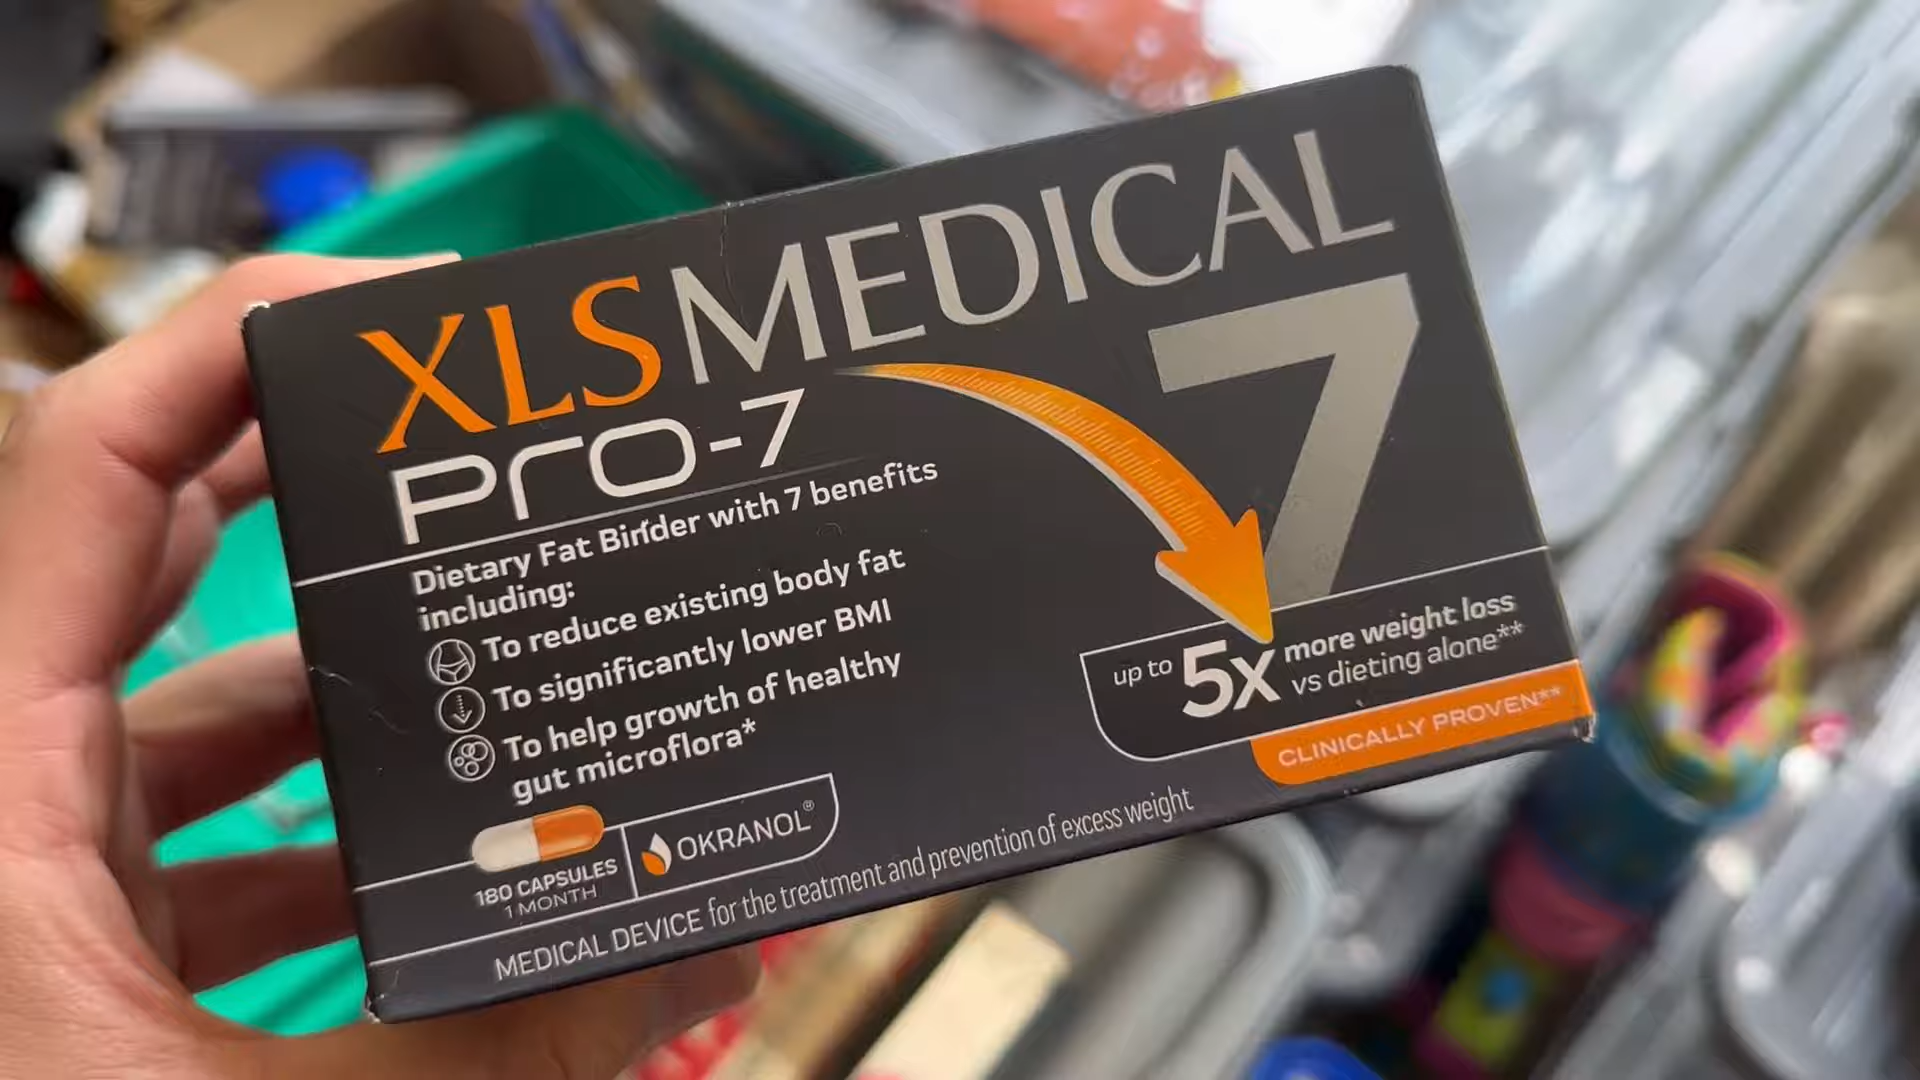 XLSMEDICAL
Pro-7
7
Dietary Fat Binder with 7 benefits
including:
To reduce existing body fat
To significantly lower BMI
To help growth of healthy
gut microflora*
up to 5x more weight loss
vs dieting alone**
CLINICALLY PROVEN**
180 CAPSULES
1 MONTH
OKRANOL®
MEDICAL DEVICE for the treatment and prevention of excess weight